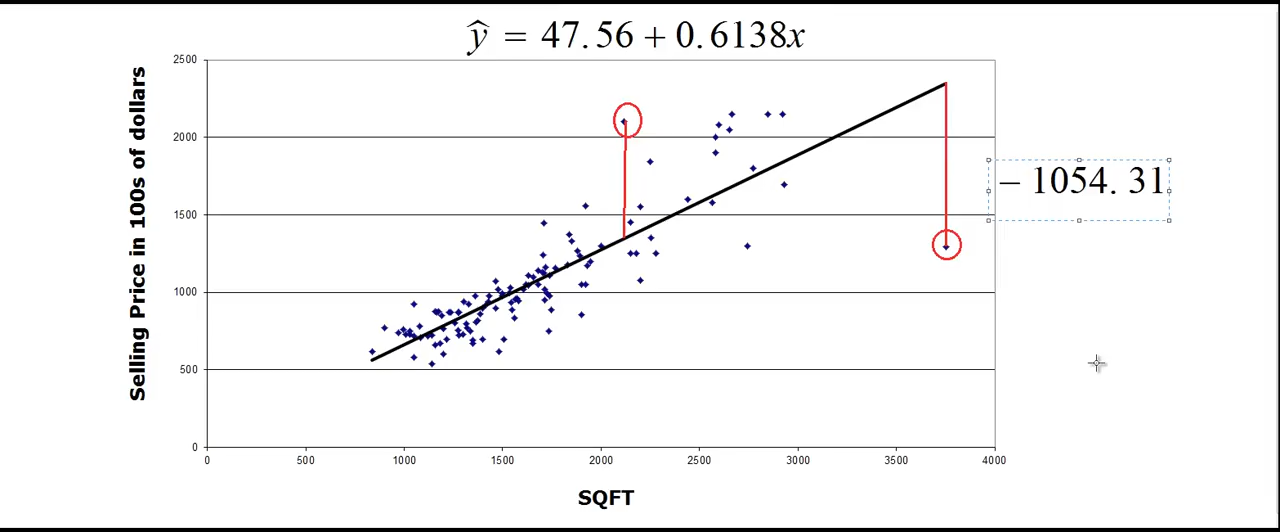 ŷ = 47.56 + 0.6138x
Selling Price in 100s of dollars
2500
2000
1500
1000
500
0
− 1054. 31
0 500 1000 1500 2000 2500 3000 3500 4000
SQFT